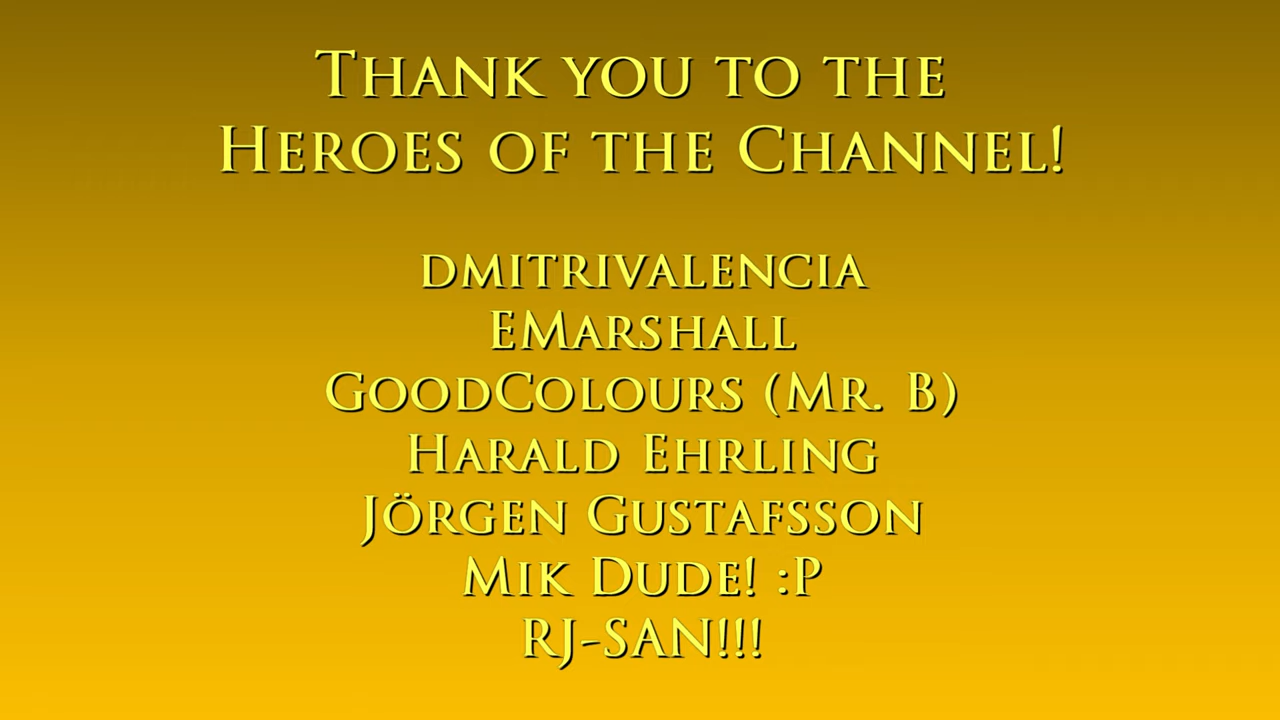 Thank you to the
Heroes of the Channel!
dmitrivalencia
EMarshall
GoodColours (Mr. B)
Harald Ehrling
Jörgen Gustafsson
Mik Dude! :P
RJ-SAN!!!